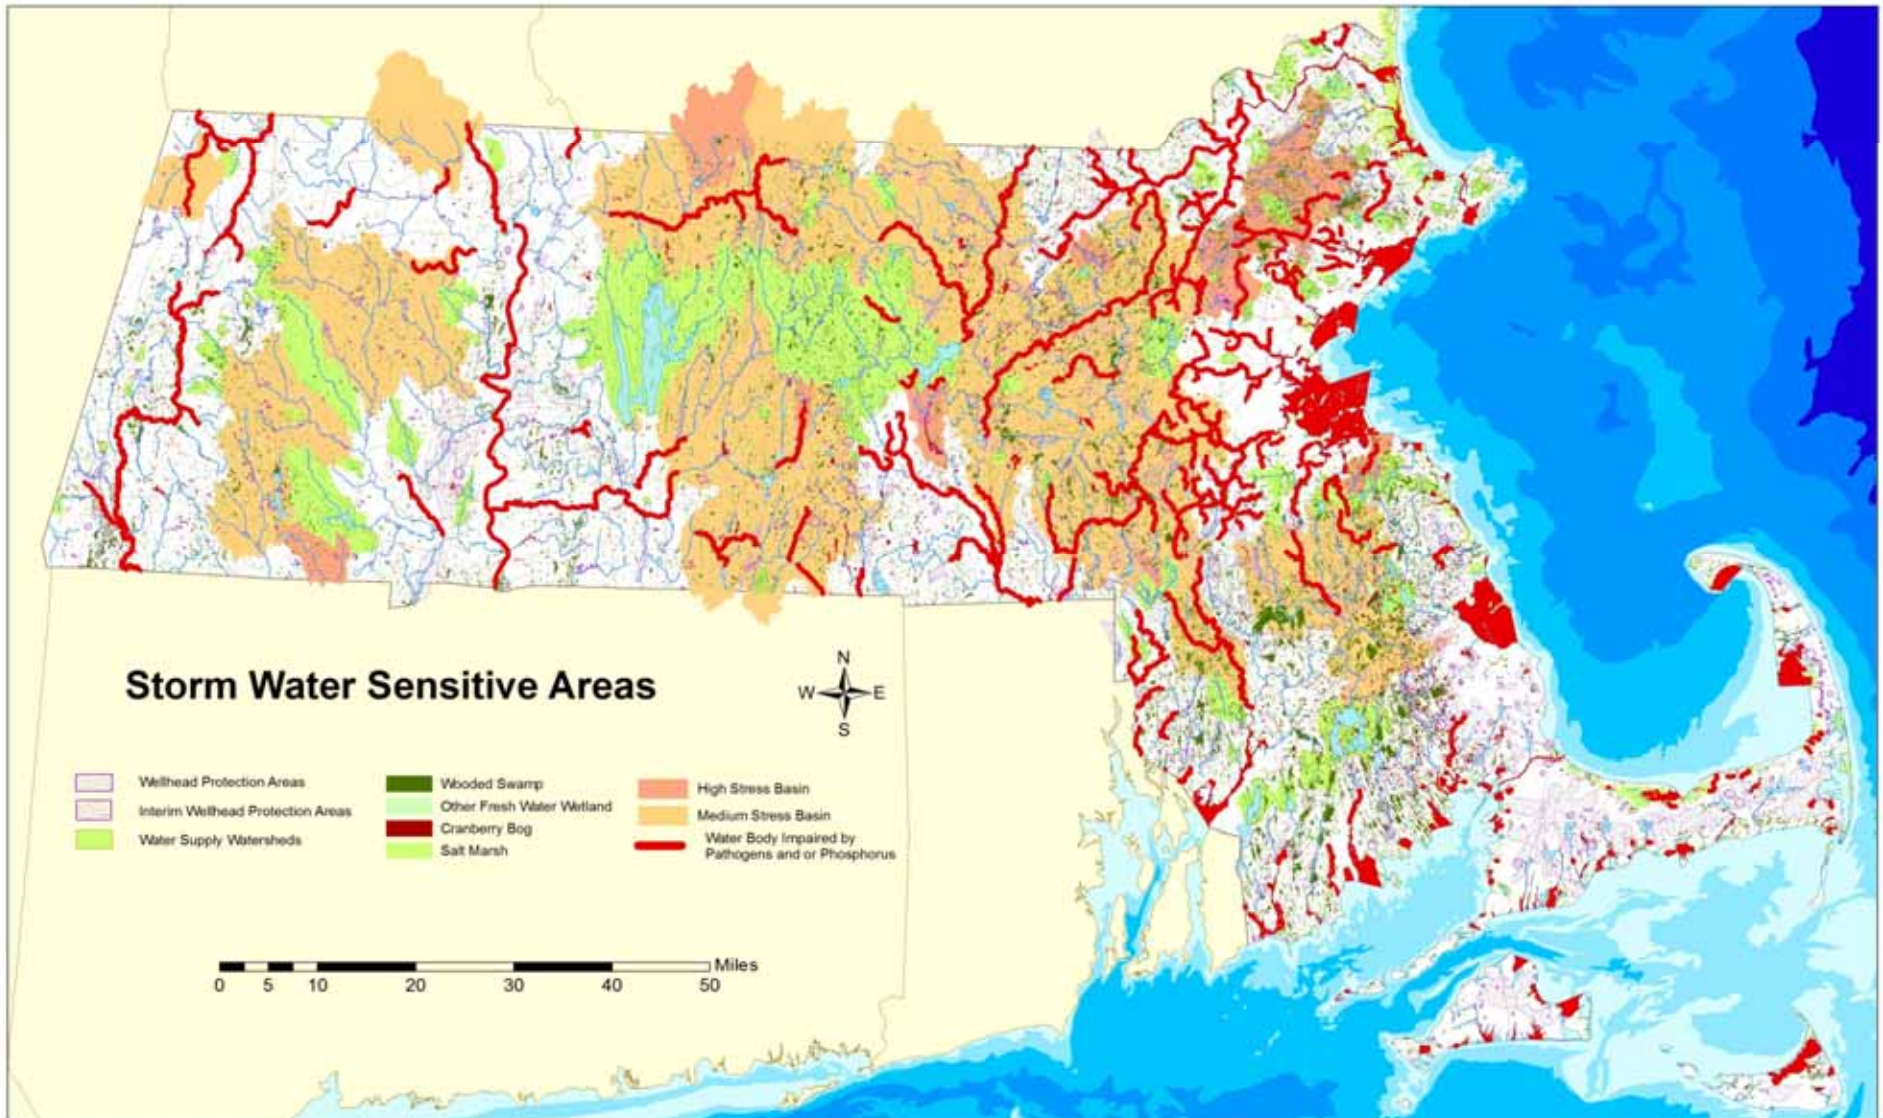 Storm Water Sensitive Areas
N
W E
S
Wellhead Protection Areas
Interim Wellhead Protection Areas
Water Supply Watersheds
Wooded Swamp
Other Fresh Water Wetland
Cranberry Bog
Salt Marsh
High Stress Basin
Medium Stress Basin
Water Body Impaired by
Pathogens and or Phosphorus
Miles
0 5 10 20 30 40 50